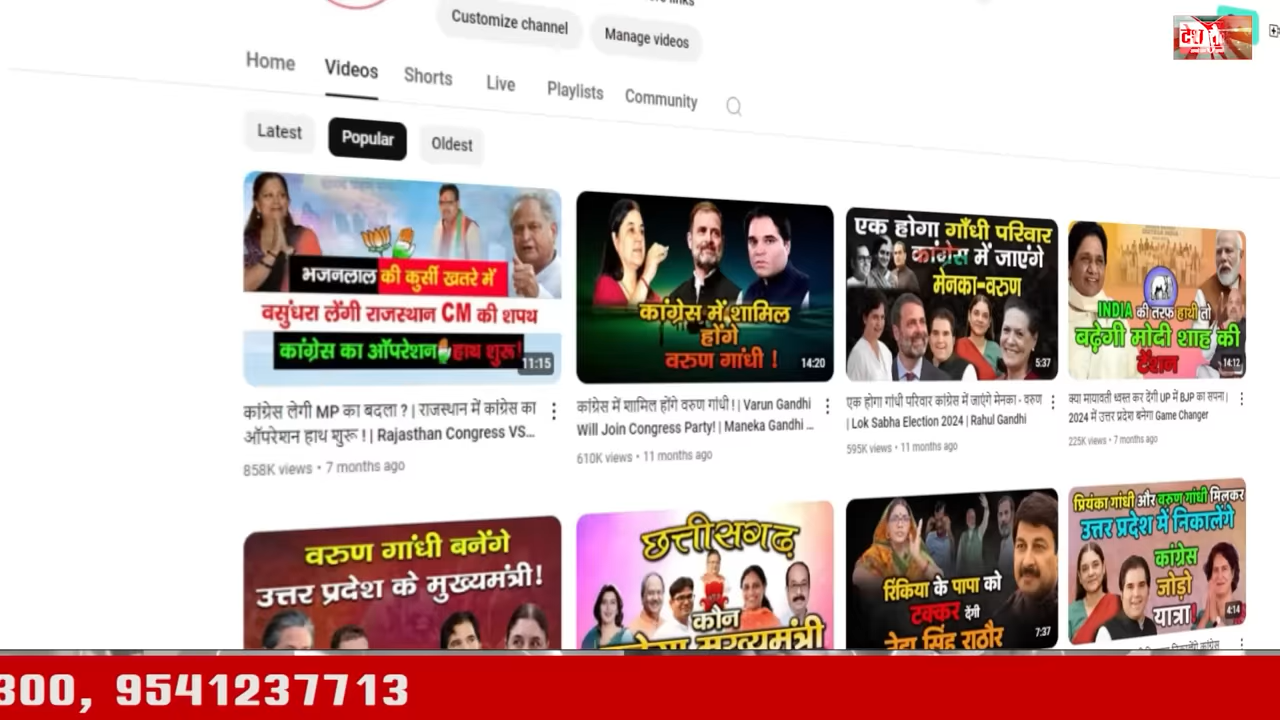 Customize channel
Manage videos
Home
Videos
Shorts
Live
Playlists
Community
Latest
Popular
Oldest
भजनलाल की कुर्सी खतरे में
वसुंधरा लेंगी राजस्थान CM की शपथ
कांग्रेस का ऑपरेशन हाथ शुरू!
11:15
कांग्रेस लेगी MP का बदला ? | राजस्थान में कांग्रेस का
ऑपरेशन हाथ शुरू ! | Rajasthan Congress VS...
858K views • 7 months ago
कांग्रेस में शामिल
होंगे
वरुण गांधी !
14:20
कांग्रेस में शामिल होंगे वरुण गांधी ! | Varun Gandhi
Will Join Congress Party! | Maneka Gandhi ...
610K views • 11 months ago
एक होगा गाँधी परिवार
कांग्रेस में जाएंगे
मेनका-वरुण
5:37
एक होगा गांधी परिवार कांग्रेस में जाएंगे मेनका - वरुण
| Lok Sabha Election 2024 | Rahul Gandhi
595K views • 11 months ago
INDIA की तरफ हाथी तो
बढ़ेगी मोदी शाह की
टेंशन
14:12
क्या मायावती ध्वस्त कर देंगी UP में BJP का सपना |
2024 में उत्तर प्रदेश बनेगा Game Changer
225K views • 7 months ago
वरुण गांधी बनेंगे
उत्तर प्रदेश के मुख्यमंत्री!
छत्तीसगढ़
कौन
मुख्यमंत्री
रिंकिया के पापा को
टक्कर देंगी
नेहा सिंह राठौर
7:37
प्रियंका गांधी और वरुण गांधी मिलकर
उत्तर प्रदेश में निकालेंगे
कांग्रेस
जोड़ो
यात्रा!
4:14
300, 9541237713